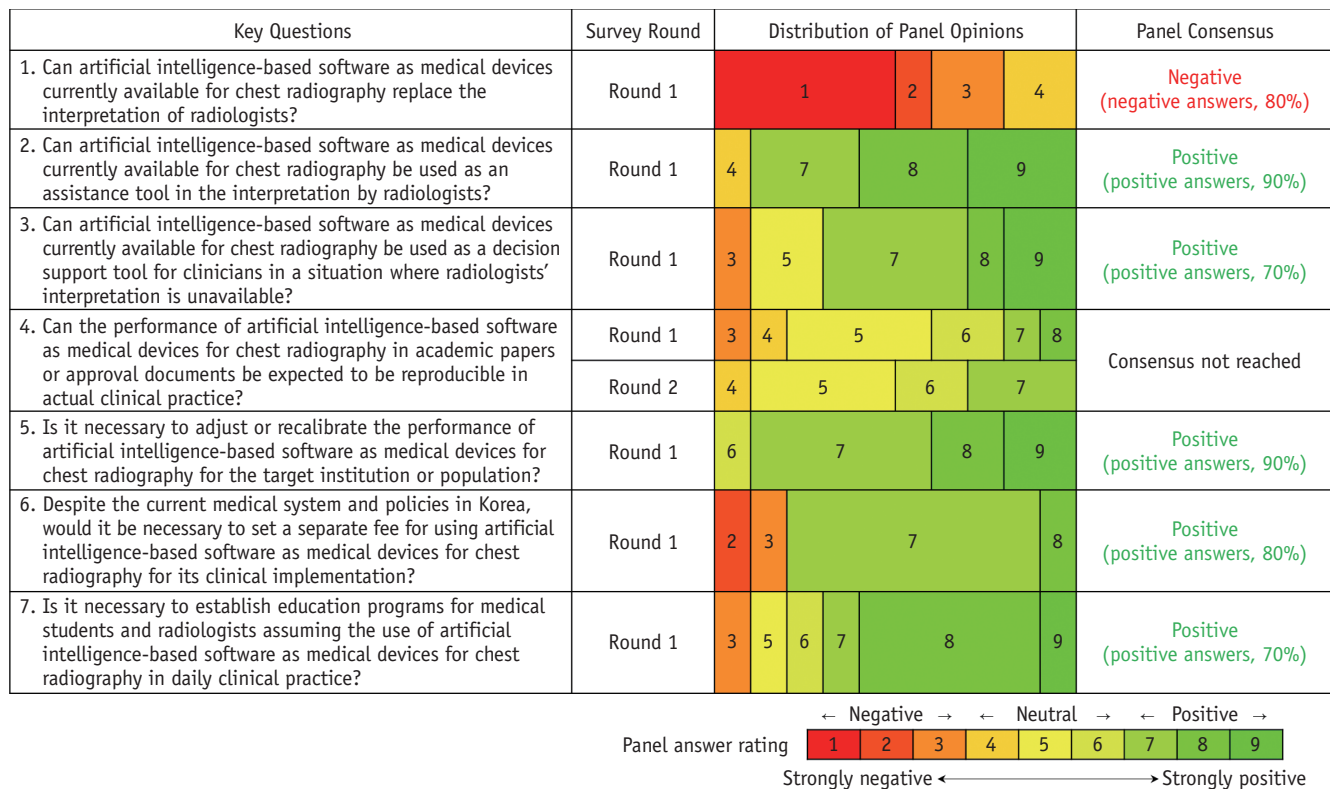 Key Questions Survey Round Distribution of Panel Opinions Panel Consensus
1. Can artificial intelligence-based software as medical devices
currently available for chest radiography replace the
interpretation of radiologists?
Round 1
1 2 3 4
Negative
(negative answers, 80%)
2. Can artificial intelligence-based software as medical devices
currently available for chest radiography be used as an
assistance tool in the interpretation by radiologists?
Round 1
4 7 8 9
Positive
(positive answers, 90%)
3. Can artificial intelligence-based software as medical devices
currently available for chest radiography be used as a decision
support tool for clinicians in a situation where radiologists’
interpretation is unavailable?
Round 1
3 5 7 8 9
Positive
(positive answers, 70%)
4. Can the performance of artificial intelligence-based software
as medical devices for chest radiography in academic papers
or approval documents be expected to be reproducible in
actual clinical practice?
Round 1
3 4 5 6 7 8
Round 2
4 5 6 7
Consensus not reached
5. Is it necessary to adjust or recalibrate the performance of
artificial intelligence-based software as medical devices for
chest radiography for the target institution or population?
Round 1
6 7 8 9
Positive
(positive answers, 90%)
6. Despite the current medical system and policies in Korea,
would it be necessary to set a separate fee for using artificial
intelligence-based software as medical devices for chest
radiography for its clinical implementation?
Round 1
2 3 7 8
Positive
(positive answers, 80%)
7. Is it necessary to establish education programs for medical
students and radiologists assuming the use of artificial
intelligence-based software as medical devices for chest
radiography in daily clinical practice?
Round 1
3 5 6 7 8 9
Positive
(positive answers, 70%)
← Negative → ← Neutral → ← Positive →
Panel answer rating 1 2 3 4 5 6 7 8 9
Strongly negative ←→ Strongly positive